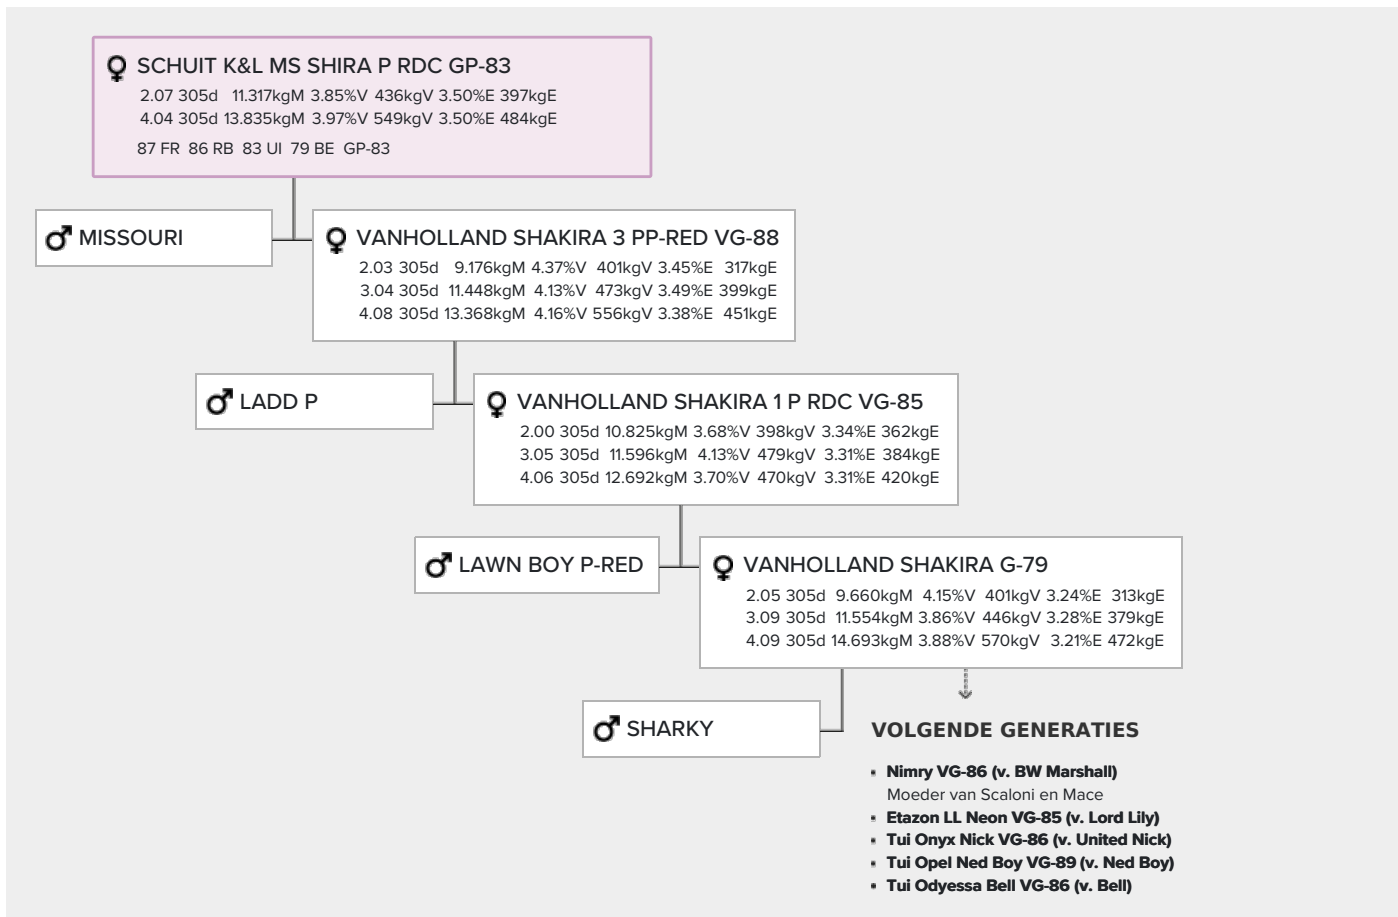 SCHUIT K&L MS SHIRA P RDC GP-83
2.07 305d 11.317kgM 3.85%V 436kgV 3.50%E 397kgE
4.04 305d 13.835kgM 3.97%V 549kgV 3.50%E 484kgE
87 FR 86 RB 83 UI 79 BE GP-83
MISSOURI
VANHOLLAND SHAKIRA 3 PP-RED VG-88
2.03 305d 9.176kgM 4.37%V 401kgV 3.45%E 317kgE
3.04 305d 11.448kgM 4.13%V 473kgV 3.49%E 399kgE
4.08 305d 13.368kgM 4.16%V 556kgV 3.38%E 451kgE
LADD P
VANHOLLAND SHAKIRA 1 P RDC VG-85
2.00 305d 10.825kgM 3.68%V 398kgV 3.34%E 362kgE
3.05 305d 11.596kgM 4.13%V 479kgV 3.31%E 384kgE
4.06 305d 12.692kgM 3.70%V 470kgV 3.31%E 420kgE
LAWN BOY P-RED
VANHOLLAND SHAKIRA G-79
2.05 305d 9.660kgM 4.15%V 401kgV 3.24%E 313kgE
3.09 305d 11.554kgM 3.86%V 446kgV 3.28%E 379kgE
4.09 305d 14.693kgM 3.88%V 570kgV 3.21%E 472kgE
SHARKY
VOLGENDE GENERATIES
Nimry VG-86 (v. BW Marshall)
Moeder van Scaloni en Mace
Etazon LL Neon VG-85 (v. Lord Lily)
Tui Onyx Nick VG-86 (v. United Nick)
Tui Opel Ned Boy VG-89 (v. Ned Boy)
Tui Odyessa Bell VG-86 (v. Bell)